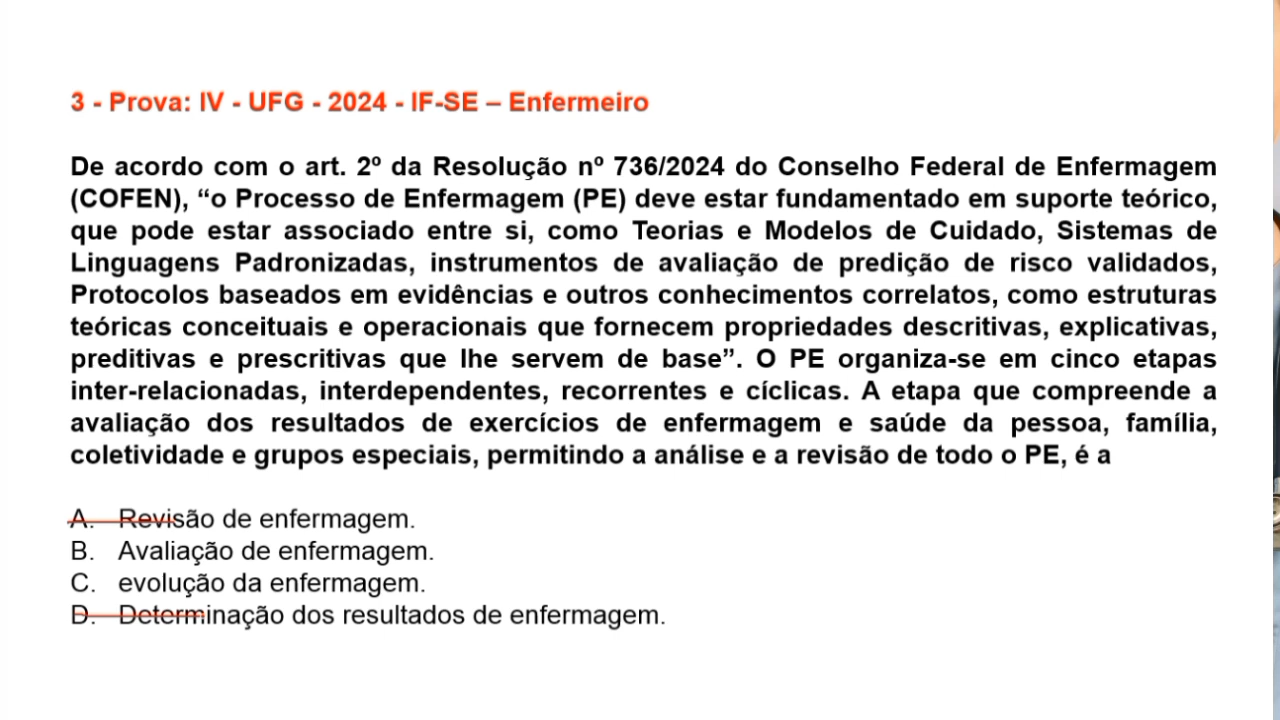 3 - Prova: IV - UFG - 2024 - IF-SE – Enfermeiro
De acordo com o art. 2º da Resolução nº 736/2024 do Conselho Federal de Enfermagem
(COFEN), “o Processo de Enfermagem (PE) deve estar fundamentado em suporte teórico,
que pode estar associado entre si, como Teorias e Modelos de Cuidado, Sistemas de
Linguagens Padronizadas, instrumentos de avaliação de predição de risco validados,
Protocolos baseados em evidências e outros conhecimentos correlatos, como estruturas
teóricas conceituais e operacionais que fornecem propriedades descritivas, explicativas,
preditivas e prescritivas que lhe servem de base”. O PE organiza-se em cinco etapas
inter-relacionadas, interdependentes, recorrentes e cíclicas. A etapa que compreende a
avaliação dos resultados de exercícios de enfermagem e saúde da pessoa, família,
coletividade e grupos especiais, permitindo a análise e a revisão de todo o PE, é a
A. Revisão de enfermagem.
B. Avaliação de enfermagem.
C. evolução da enfermagem.
D. Determinação dos resultados de enfermagem.